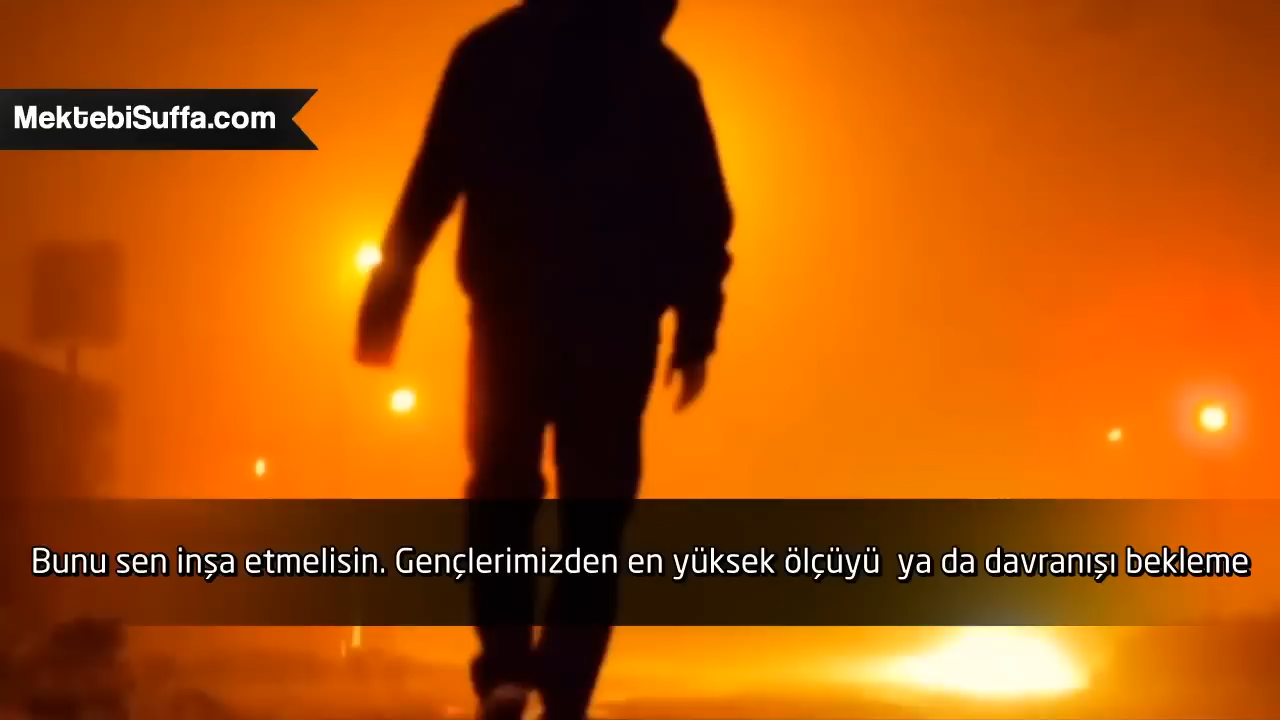 MektebiSuffa.com
Bunu sen inşa etmelisin. Gençlerimizden en yüksek ölçüyü  ya da davranışı bekleme